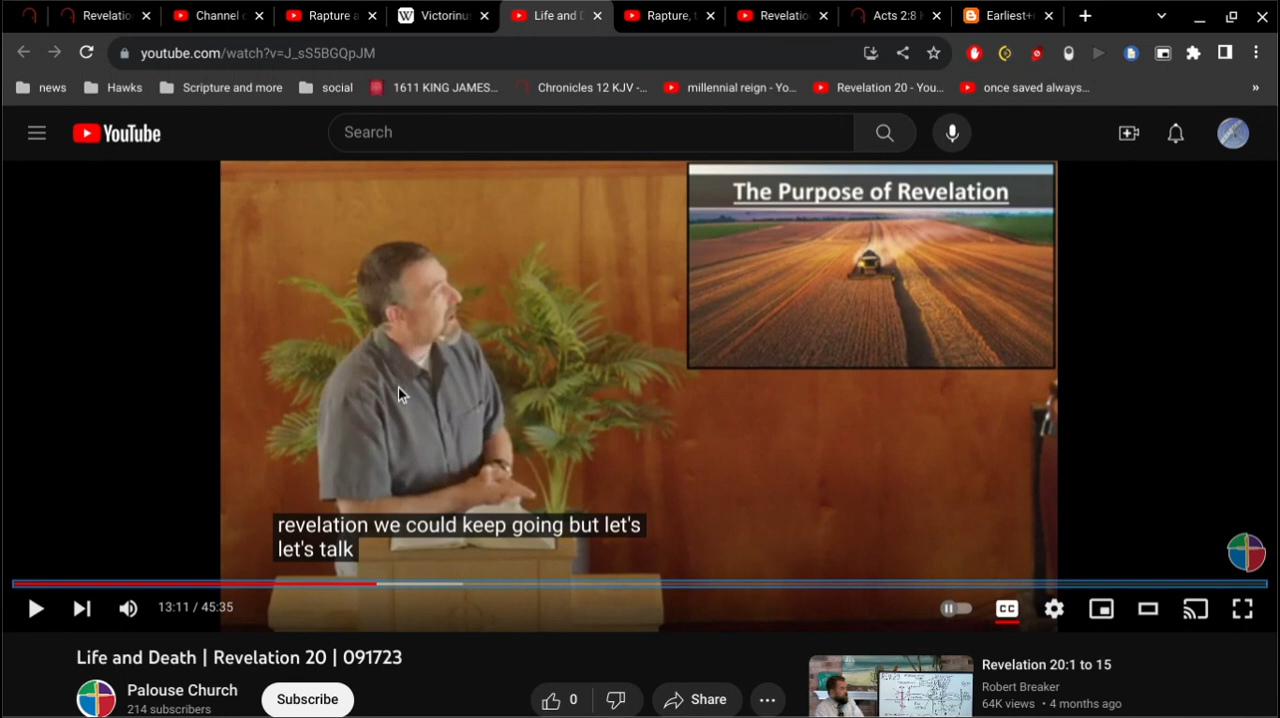 Revelatio
Channel
Rapture a
W
Victorinu
Life and
Rapture, t
Revelatio
Acts 2:8
Earliest+
youtube.com/watch?v=J_sS5BGQpJM
news
Hawks
Scripture and more
social
1611 KING JAMES...
Chronicles 12 KJV -...
millennial reign - Yo...
Revelation 20 - You...
once saved always...
»
YouTube
Search
The Purpose of Revelation
revelation we could keep going but let's
let's talk
13:11 / 45:35
CC
Life and Death | Revelation 20 | 091723
Palouse Church
214 subscribers
Subscribe
0
Share
Revelation 20:1 to 15
Robert Breaker
64K views • 4 months ago